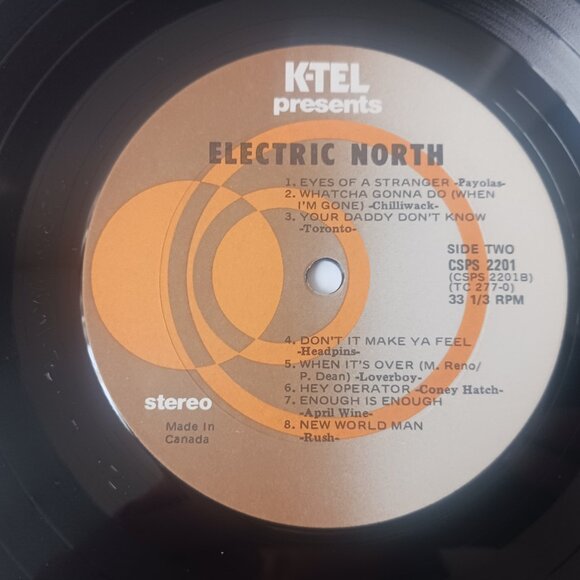 K-TEL
presents
ELECTRIC NORTH
1. EYES OF A STRANGER -Payolas-
2. WHATCHA GONNA DO (WHEN
I'M GONE) -Chilliwack-
3. YOUR DADDY DON'T KNOW
-Toronto-
SIDE TWO
CSPS 2201
(CSPS 2201B)
(TC 277-0)
33 1/3 RPM
4. DON'T IT MAKE YA FEEL
-Headpins-
5. WHEN IT'S OVER (M. Reno/
P. Dean) -Loverboy-
6. HEY OPERATOR -Coney Hatch-
7. ENOUGH IS ENOUGH
-April Wine-
8. NEW WORLD MAN
-Rush-
stereo
Made In
Canada